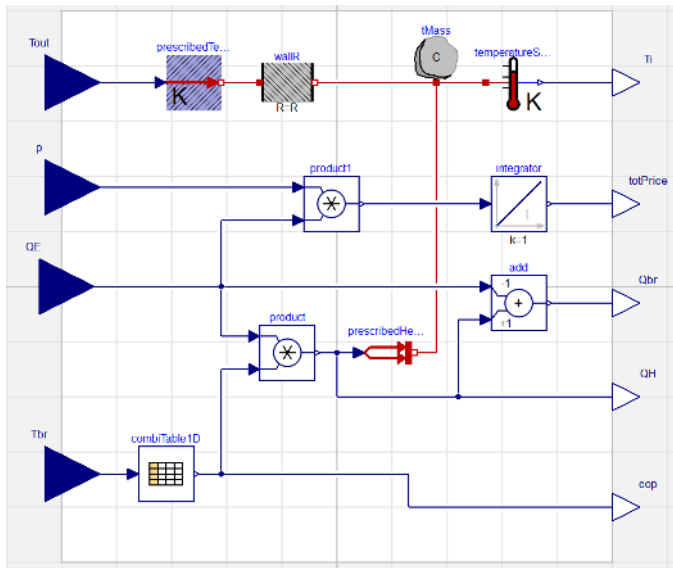 Tout
prescribedTe...
wallR
tMass
temperatureS...
Ti
C
K
K
R=R
p
product1
integrator
totPrice
I
k=1
QE
add
Qbr
-1
+
+1
product
prescribedHe...
QH
Tbr
combiTable1D
cop